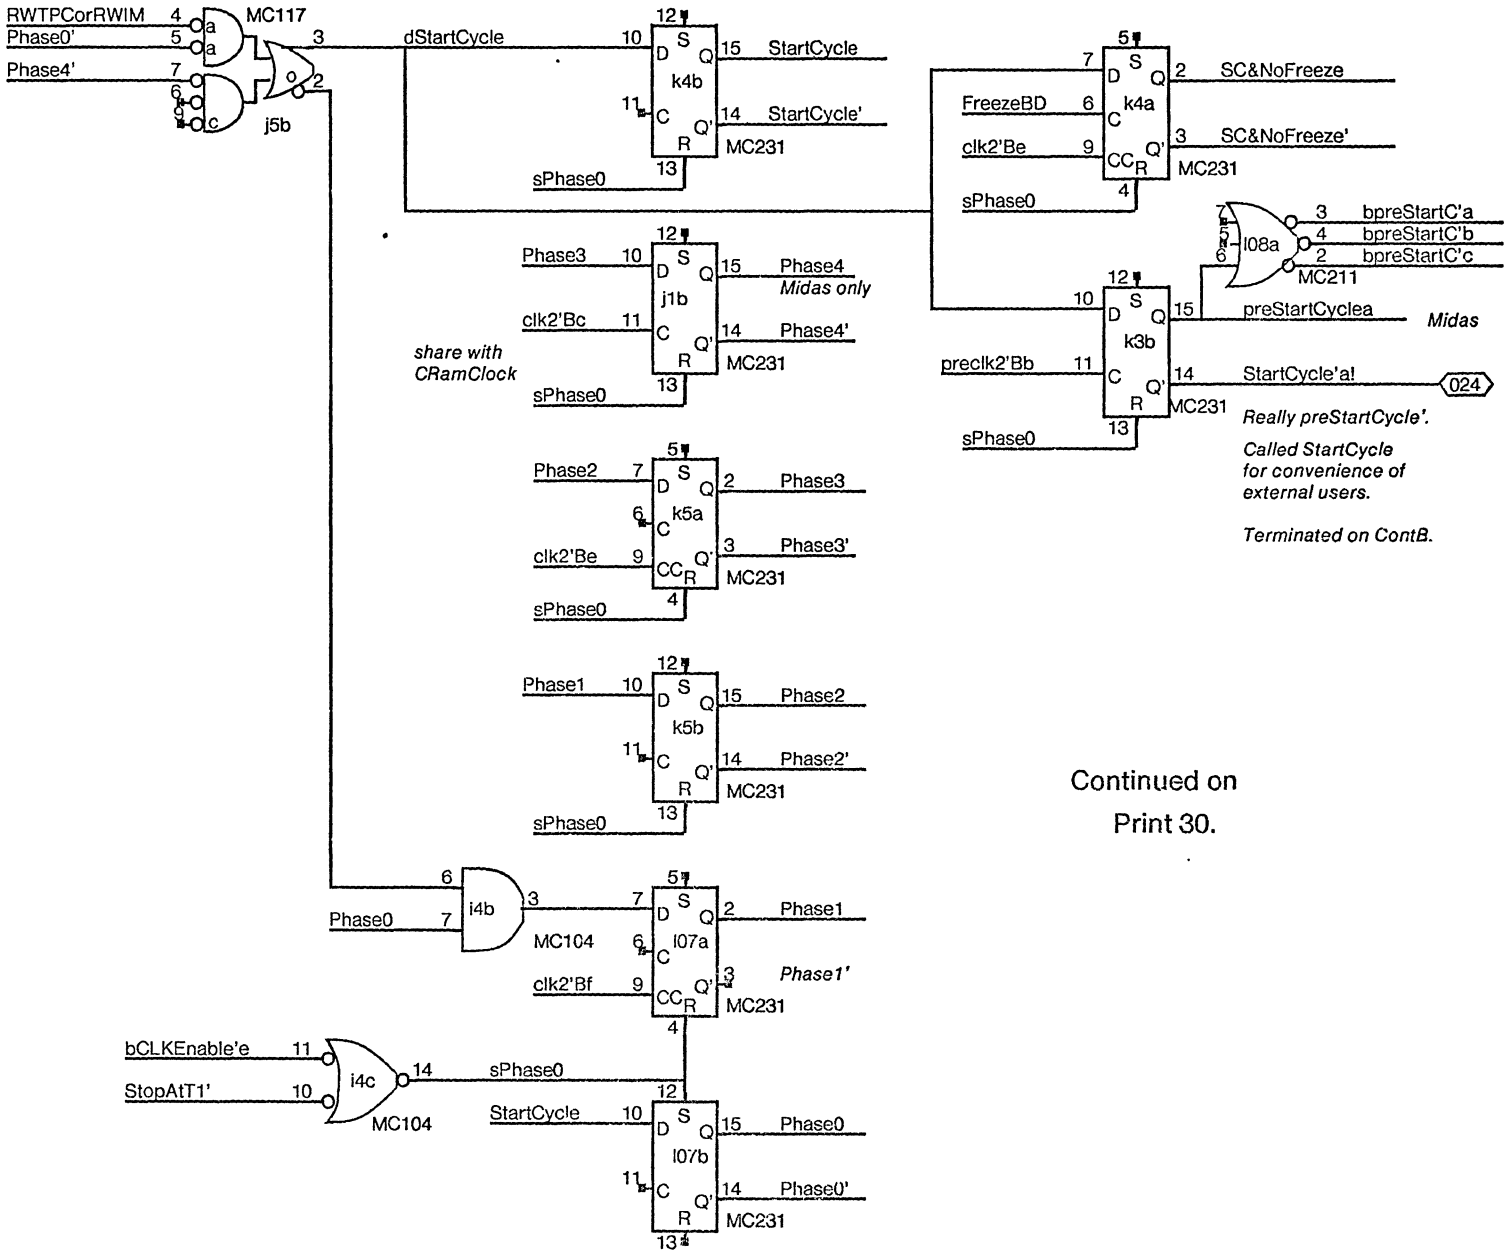 RWTPCorRWIM 4 a MC117
Phase0' 5 a
Phase4' 7
6
9 c
3 o 2
j5b
dStartCycle 10 12 S 15 StartCycle
D Q
k4b
11 C Q' 14 StartCycle'
R MC231
13
sPhase0
5 S
7 D Q 2 SC&NoFreeze
k4a
FreezeBD 6 C
clk2'Be 9 CC R Q' 3 SC&NoFreeze'
MC231
4
sPhase0
7 3 bpreStartC'a
5 l08a 4 bpreStartC'b
6 2 bpreStartC'c
MC211
12 S
10 D Q 15 preStartCyclea Midas
k3b
preclk2'Bb 11 C Q' 14 StartCycle'a! 024
R MC231
13
sPhase0
Really preStartCycle'.
Called StartCycle
for convenience of
external users.
Terminated on ContB.
12 S
Phase3 10 D Q 15 Phase4
Midas only
j1b
clk2'Bc 11 C Q' 14 Phase4'
R MC231
13
share with
CRamClock
sPhase0
5 S
Phase2 7 D Q 2 Phase3
k5a
6 C
clk2'Be 9 CC R Q' 3 Phase3'
MC231
4
sPhase0
12 S
Phase1 10 D Q 15 Phase2
k5b
11 C Q' 14 Phase2'
R MC231
13
sPhase0
Continued on
Print 30.
6 i4b 3
Phase0 7
MC104
5 S
7 D Q 2 Phase1
l07a
6 C
clk2'Bf 9 CC R Q' 3 Phase1'
MC231
4
bCLKEnable'e 11
i4c 14 sPhase0
StopAtT1' 10
MC104
12 S
StartCycle 10 D Q 15 Phase0
l07b
11 C Q' 14 Phase0'
R MC231
13